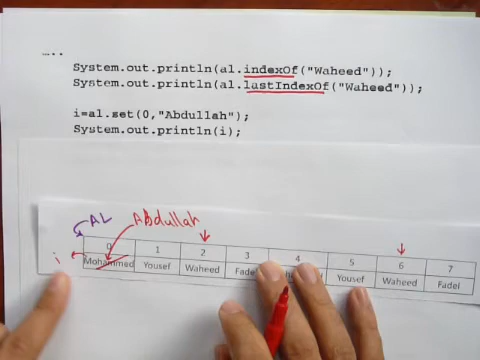 .....
System.out.println(al.indexOf("Waheed"));
System.out.println(al.lastIndexOf("Waheed"));
i=al.set(0,"Abdullah");
System.out.println(i);
AL Abdullah
0 1 2 3 4 5 6 7
i Mohammed Yousef Waheed Fadel Yousef Waheed Fadel